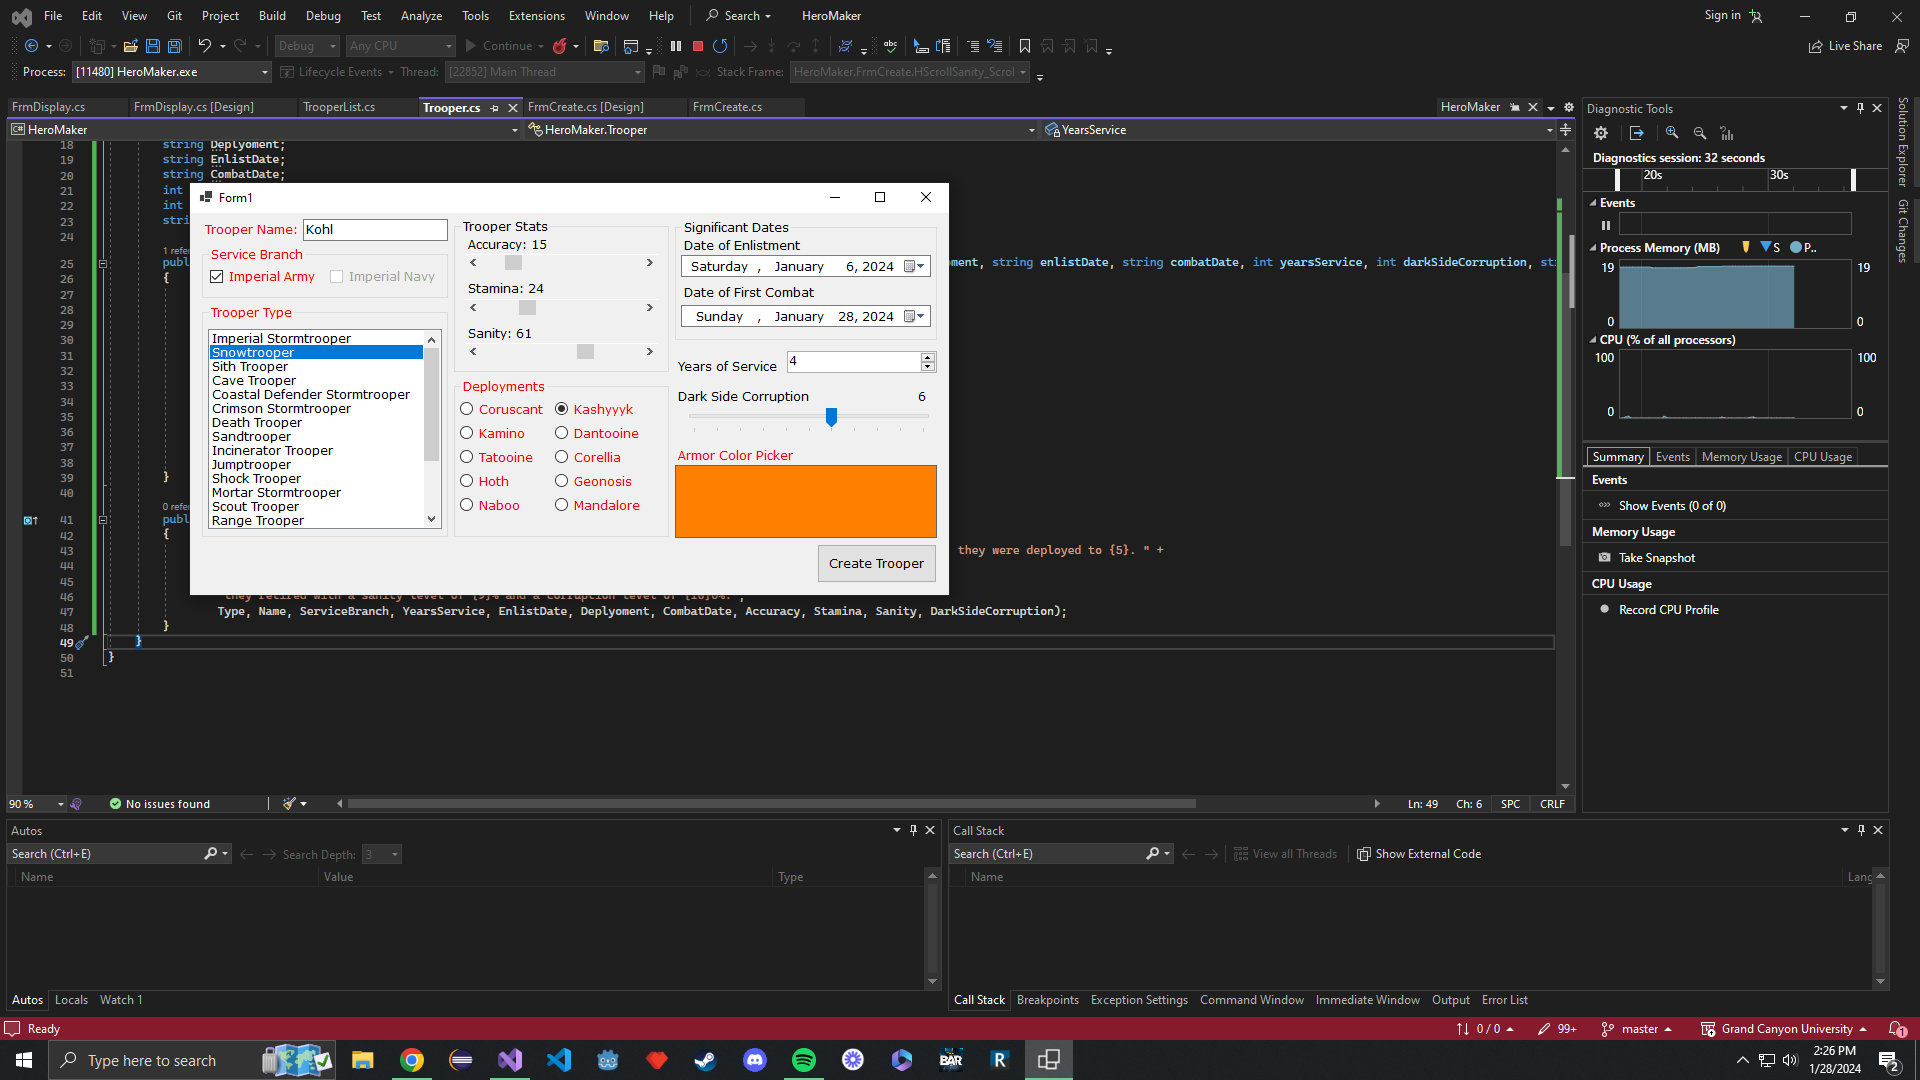 File Edit View Git Project Build Debug Test Analyze Tools Extensions Window Help Search HeroMaker Sign in
Debug Any CPU Continue Live Share
Process: [11480] HeroMaker.exe Lifecycle Events Thread: [22852] Main Thread Stack Frame: HeroMaker.FrmCreate.HScrollSanity_Scrol
FrmDisplay.cs FrmDisplay.cs [Design] TrooperList.cs Trooper.cs FrmCreate.cs [Design] FrmCreate.cs HeroMaker
HeroMaker HeroMaker.Trooper YearsService
18 string Deplyoment;
19 string EnlistDate;
20 string CombatDate;
21 int
22 int
23 stri
24
1 refer
25 publ ment, string enlistDate, string combatDate, int yearsService, int darkSideCorruption, st
26 {
27
28
29
30
31
32
33
34
35
36
37
38
39 }
40
0 refer
41 publ
42 {
43 they were deployed to {5}. " +
44
45
46
47 Type, Name, ServiceBranch, YearsService, EnlistDate, Deplyoment, CombatDate, Accuracy, Stamina, Sanity, DarkSideCorruption);
48 }
49 }
50 }
51
Form1
Trooper Name: Kohl
Service Branch
Imperial Army Imperial Navy
Trooper Type
Imperial Stormtrooper
Snowtrooper
Sith Trooper
Cave Trooper
Coastal Defender Stormtrooper
Crimson Stormtrooper
Death Trooper
Sandtrooper
Incinerator Trooper
Jumptrooper
Shock Trooper
Mortar Stormtrooper
Scout Trooper
Range Trooper
Trooper Stats
Accuracy: 15
Stamina: 24
Sanity: 61
Deployments
Coruscant Kashyyyk
Kamino Dantooine
Tatooine Corellia
Hoth Geonosis
Naboo Mandalore
Significant Dates
Date of Enlistment
Saturday , January 6, 2024
Date of First Combat
Sunday , January 28, 2024
Years of Service 4
Dark Side Corruption 6
Armor Color Picker
Create Trooper
Diagnostic Tools
Diagnostics session: 32 seconds
20s 30s
Events
Process Memory (MB) S P..
19 19
0 0
CPU (% of all processors)
100 100
0 0
Summary Events Memory Usage CPU Usage
Events
Show Events (0 of 0)
Memory Usage
Take Snapshot
CPU Usage
Record CPU Profile
Solution Explorer
Git Changes
90 % No issues found Ln: 49 Ch: 6 SPC CRLF
Autos
Search (Ctrl+E) Search Depth: 3
Name Value Type
Autos Locals Watch 1
Call Stack
Search (Ctrl+E) View all Threads Show External Code
Name Lang
Call Stack Breakpoints Exception Settings Command Window Immediate Window Output Error List
Ready 0 / 0 99+ master Grand Canyon University 1
Type here to search BAR R 2:26 PM
1/28/2024 2